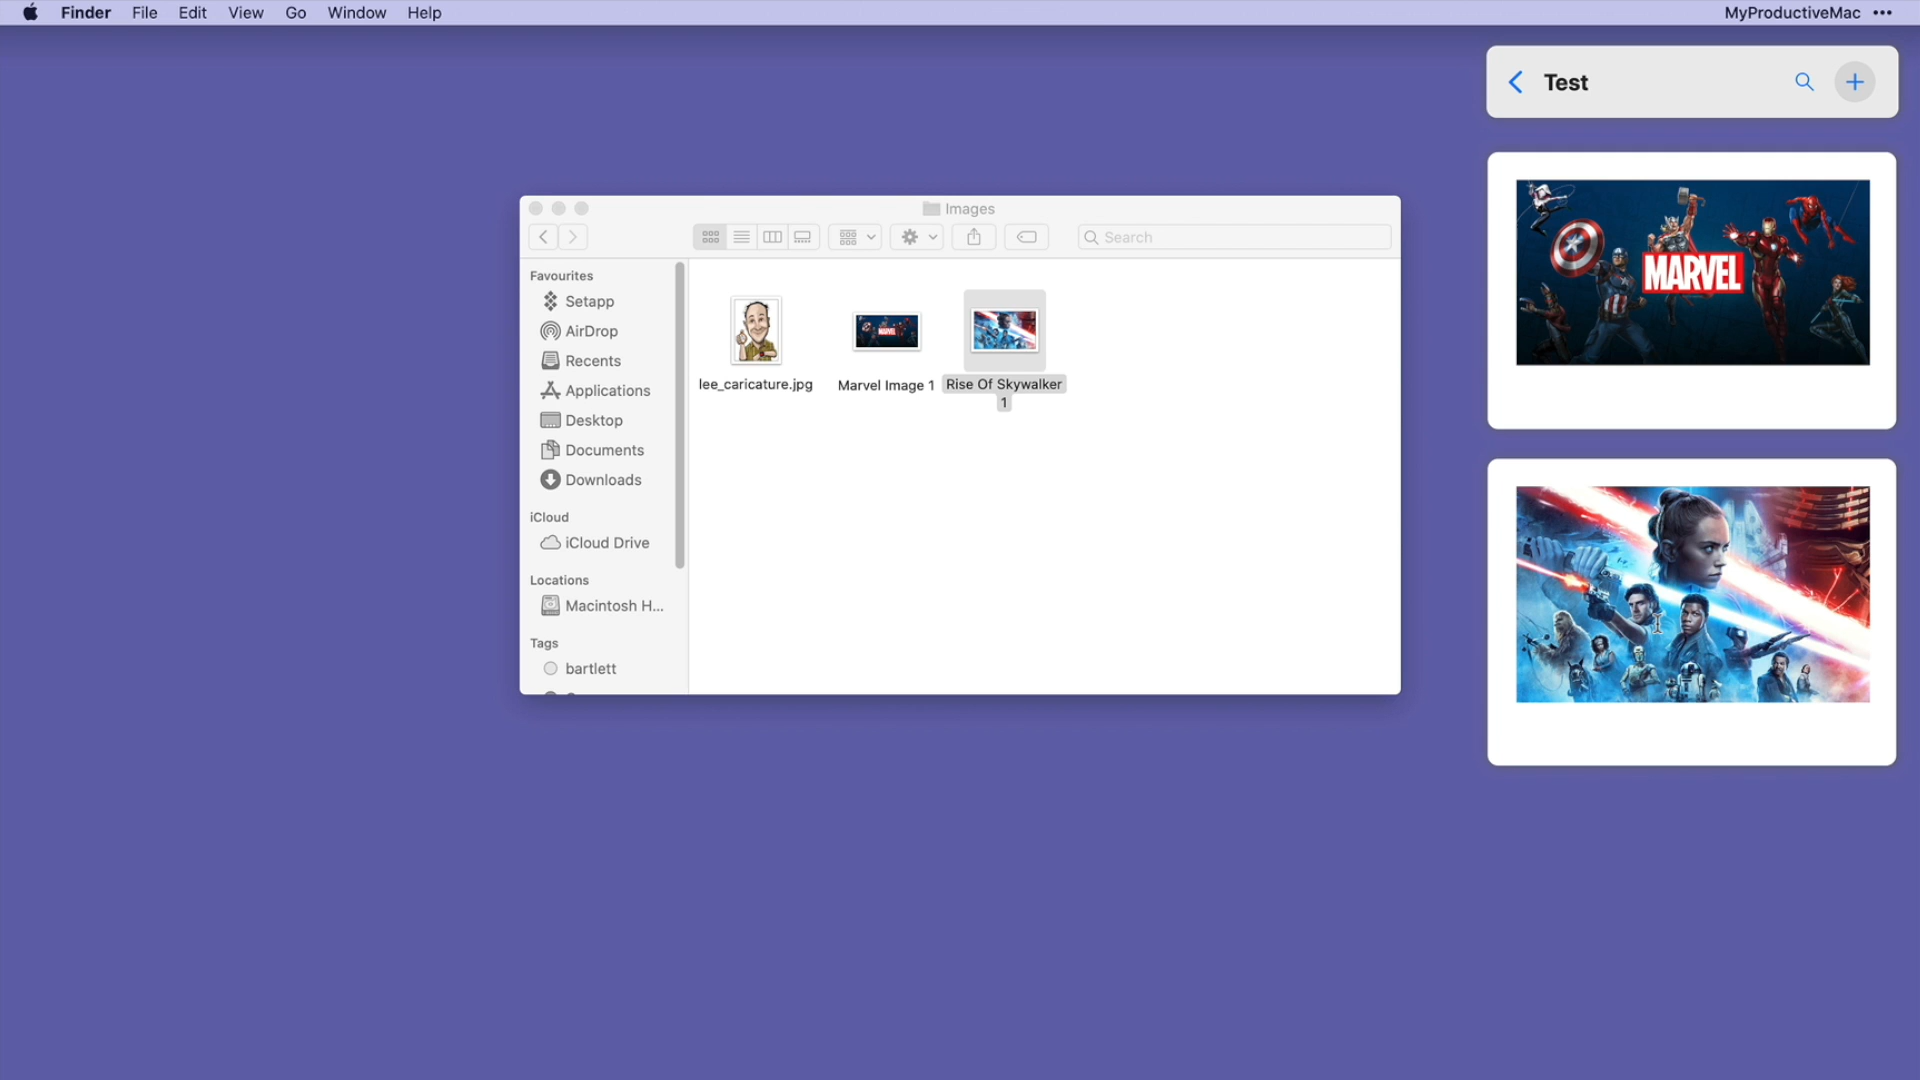 Finder File Edit View Go Window Help
MyProductiveMac
Test
Images
Search
Favourites
Setapp
AirDrop
Recents
Applications
Desktop
Documents
Downloads
iCloud
iCloud Drive
Locations
Macintosh H...
Tags
bartlett
lee_caricature.jpg
MARVEL
Marvel Image 1
Rise Of Skywalker
1
MARVEL